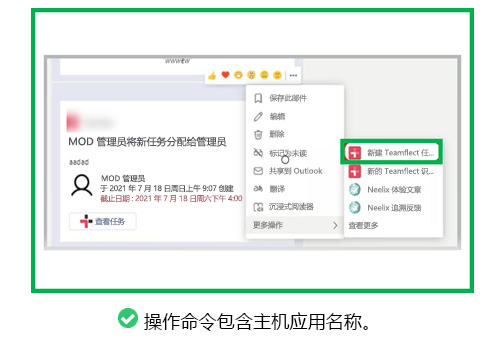 保存此邮件
编辑
删除
标记为未读
共享到 Outlook
翻译
沉浸式阅读器
更多操作
新建 Teamflect 任...
新的 Teamflect 识...
Neelix 体验文章
Neelix 追溯反馈
查看更多
MOD 管理员将新任务分配给管理员
aadad
MOD 管理员
于 2021 年 7 月 18 日周日上午 9:07 创建
截止日期 : 2021 年 7 月 18 日周六下午 4:00
查看任务
操作命令包含主机应用名称。